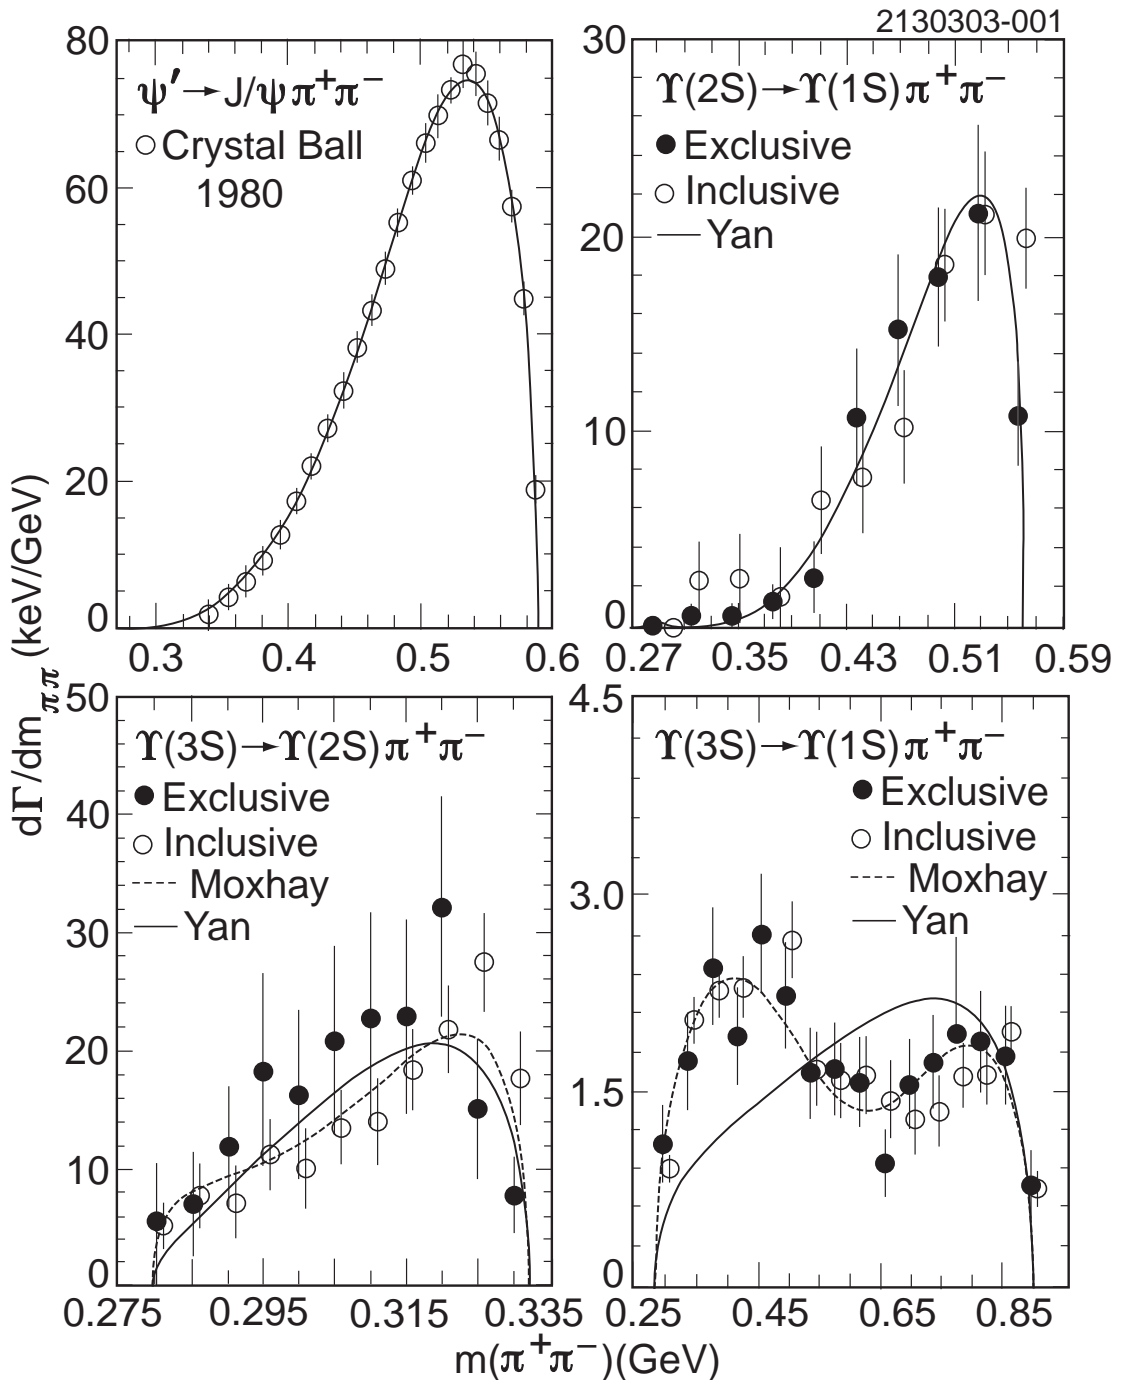 2130303-001
80
60
40
20
0
ψ′→J/ψπ⁺π⁻
Crystal Ball
1980
0.3
0.4
0.5
0.6
30
20
10
0
ϒ(2S)→ϒ(1S)π⁺π⁻
Exclusive
Inclusive
Yan
0.27
0.35
0.43
0.51
0.59
dΓ/dmππ (keV/GeV)
50
40
30
20
10
0
ϒ(3S)→ϒ(2S)π⁺π⁻
Exclusive
Inclusive
Moxhay
Yan
0.275
0.295
0.315
0.335
4.5
3.0
1.5
0
ϒ(3S)→ϒ(1S)π⁺π⁻
Exclusive
Inclusive
Moxhay
Yan
0.25
0.45
0.65
0.85
m(π⁺π⁻)(GeV)